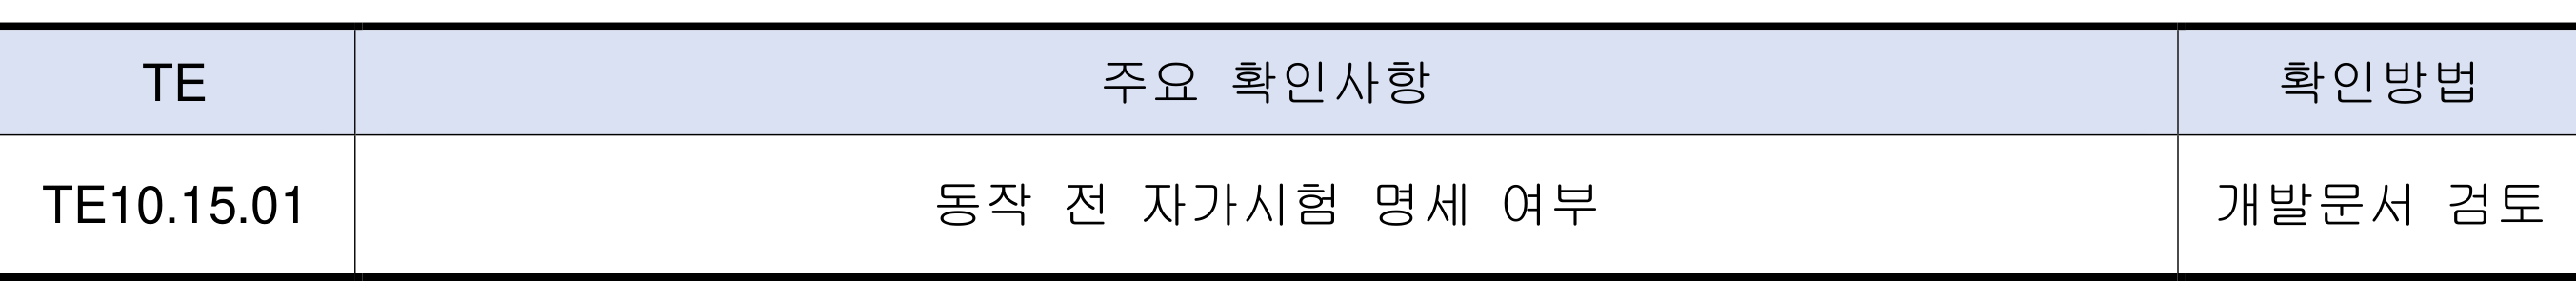 TE 주요 확인사항 확인방법
TE10.15.01 동작 전 자가시험 명세 여부 개발문서 검토